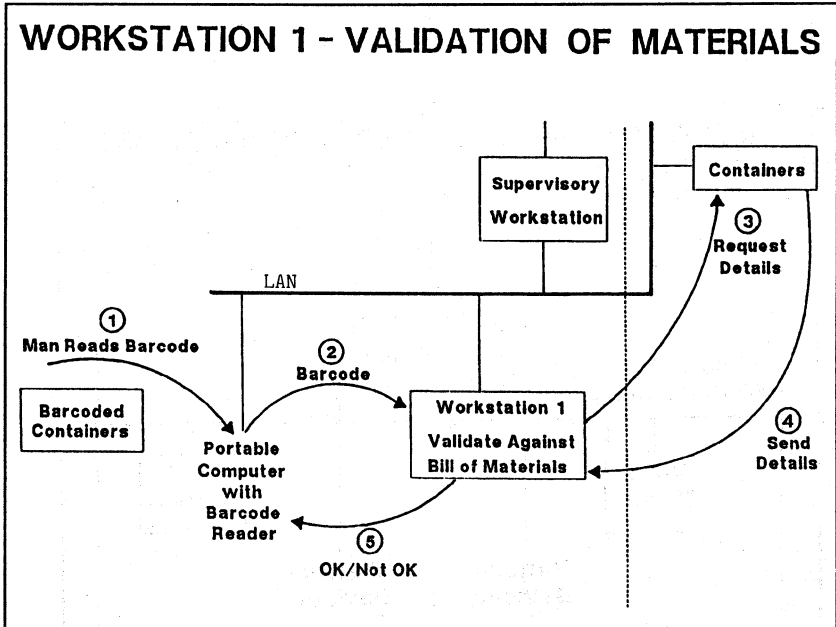 WORKSTATION 1 - VALIDATION OF MATERIALS
Supervisory
Workstation
Containers
3
Request
Details
LAN
1
Man Reads Barcode
2
Barcode
Barcoded
Containers
Workstation 1
Validate Against
Bill of Materials
4
Send
Details
Portable
Computer
with
Barcode
Reader
5
OK/Not OK